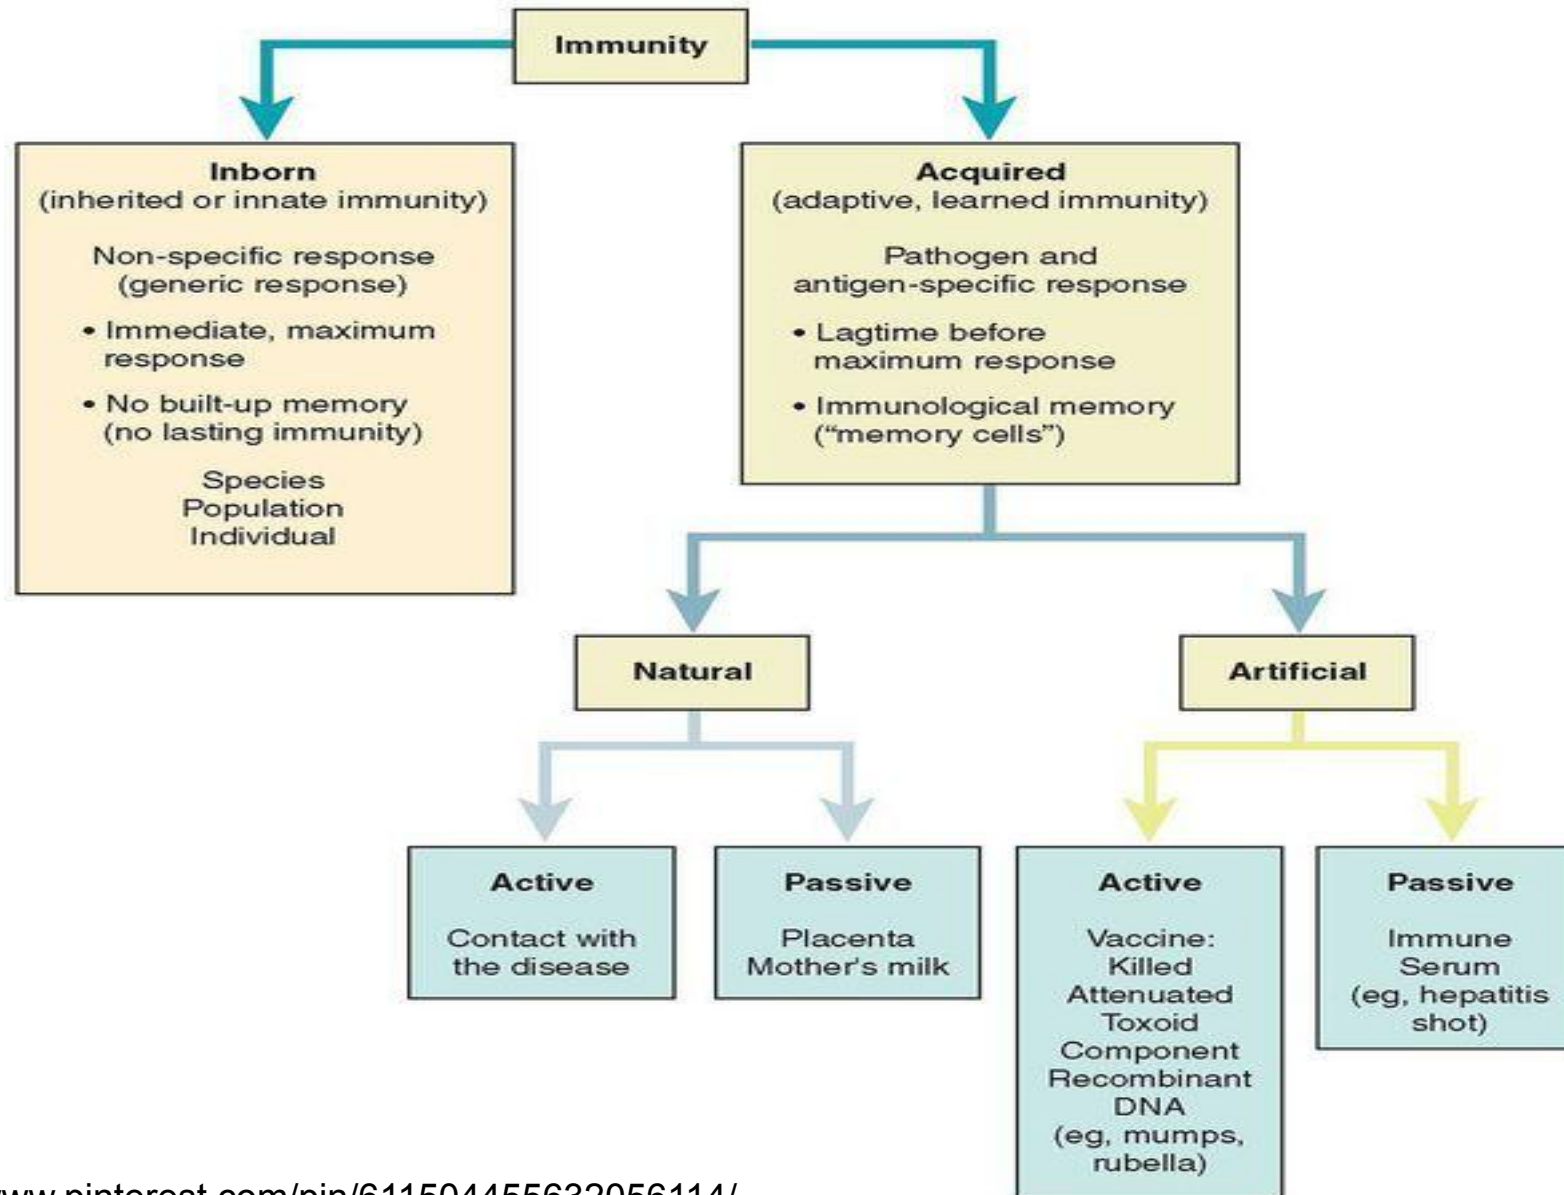 Immunity
Inborn
(inherited or innate immunity)
Non-specific response
(generic response)
• Immediate, maximum
response
• No built-up memory
(no lasting immunity)
Species
Population
Individual
Acquired
(adaptive, learned immunity)
Pathogen and
antigen-specific response
• Lagtime before
maximum response
• Immunological memory
(“memory cells”)
Natural
Artificial
Active
Contact with
the disease
Passive
Placenta
Mother's milk
Active
Vaccine:
Killed
Attenuated
Toxoid
Component
Recombinant
DNA
(eg, mumps,
rubella)
Passive
Immune
Serum
(eg, hepatitis
shot)